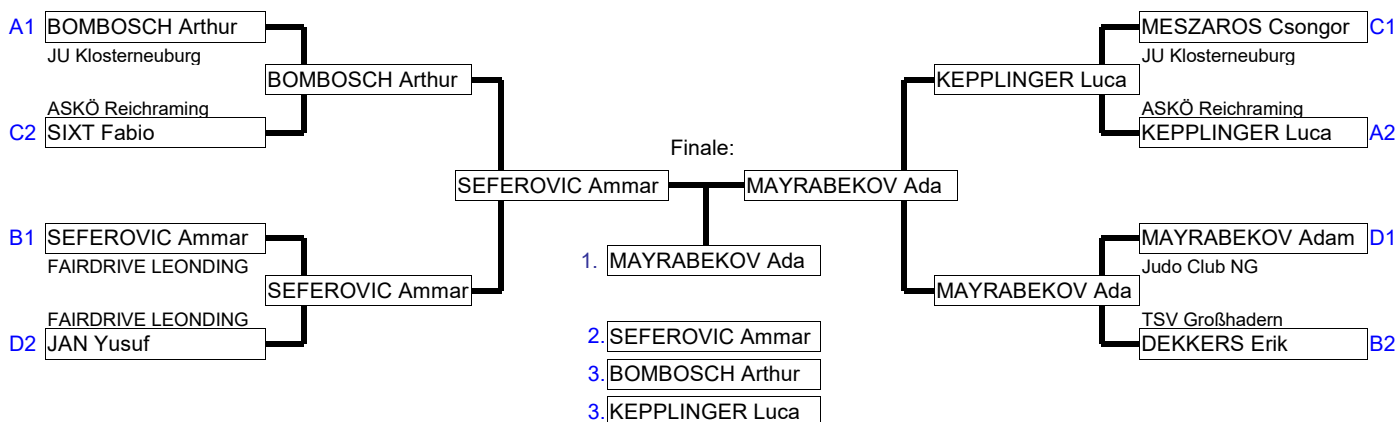 A1 BOMBOSCH Arthur
JU Klosterneuburg
BOMBOSCH Arthur
ASKÖ Reichraming
C2 SIXT Fabio
SEFEROVIC Ammar
B1 SEFEROVIC Ammar
FAIRDRIVE LEONDING
SEFEROVIC Ammar
FAIRDRIVE LEONDING
D2 JAN Yusuf
Finale:
1. MAYRABEKOV Ada
2. SEFEROVIC Ammar
3. BOMBOSCH Arthur
3. KEPPLINGER Luca
MESZAROS Csongor C1
JU Klosterneuburg
KEPPLINGER Luca
ASKÖ Reichraming
KEPPLINGER Luca A2
MAYRABEKOV Ada
MAYRABEKOV Adam D1
Judo Club NG
MAYRABEKOV Ada
TSV Großhadern
DEKKERS Erik B2